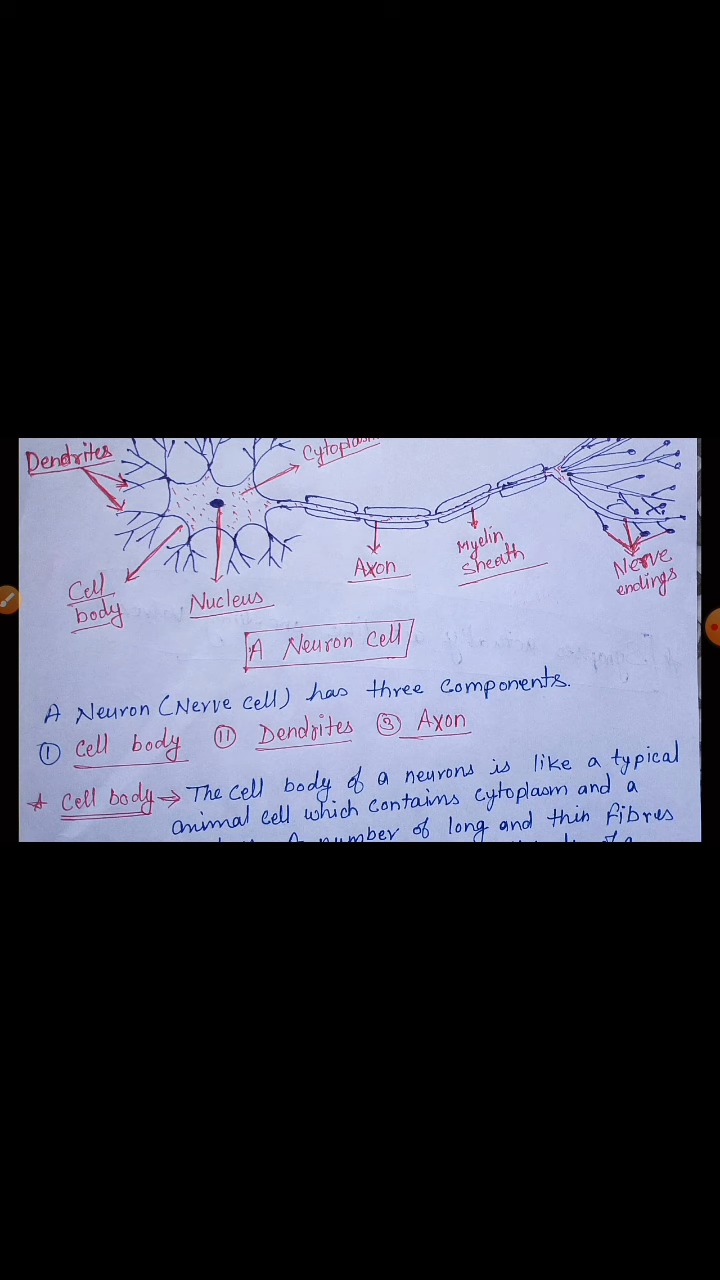 Dendrites
Cytoplasm
Cell body
Nucleus
Axon
Myelin sheath
Nerve endings
A Neuron Cell
A Neuron (Nerve cell) has three components.
① Cell body ⑪ Dendrites ③ Axon
* Cell body → The cell body of a neurons is like a typical
animal cell which contains cytoplasm and a
A number of long and thin fibres